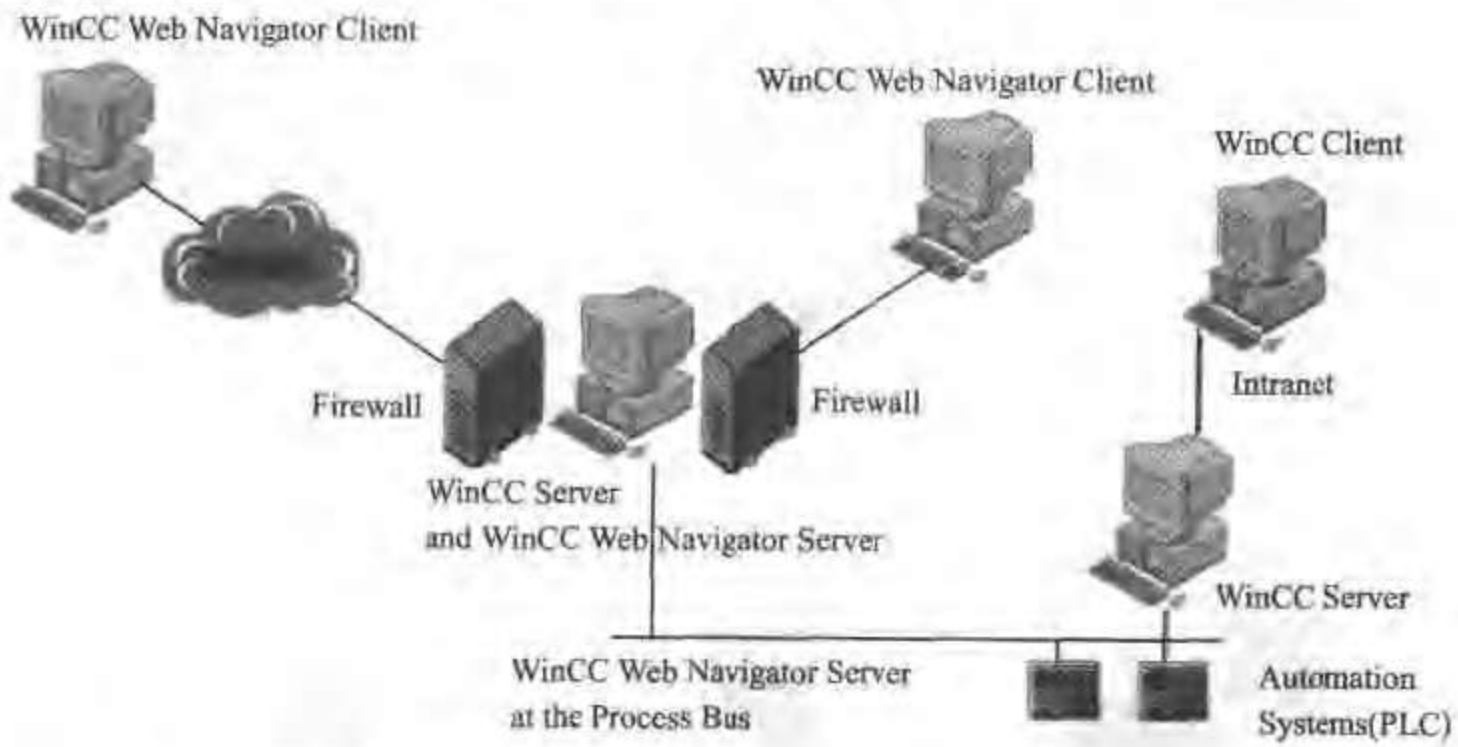 WinCC Web Navigator Client
WinCC Web Navigator Client
WinCC Client
Firewall
Firewall
Intranet
WinCC Server
and WinCC Web Navigator Server
WinCC Server
WinCC Web Navigator Server
at the Process Bus
Automation
Systems(PLC)